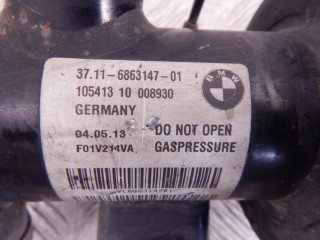 37.11-6863147-01
105413 10 008930
GERMANY
BMW
04.05.13
DO NOT OPEN
F01V214VA
GASPRESSURE